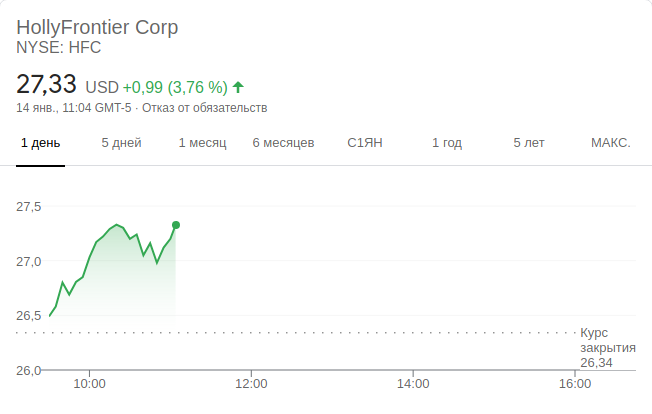 HollyFrontier Corp
NYSE: HFC
27,33 USD +0,99 (3,76 %)
14 янв., 11:04 GMT-5 · Отказ от обязательств
1 день 5 дней 1 месяц 6 месяцев С1ЯН 1 год 5 лет МАКС.
27,5
27,0
26,5
Курс
закрытия
26,34
26,0
10:00 12:00 14:00 16:00